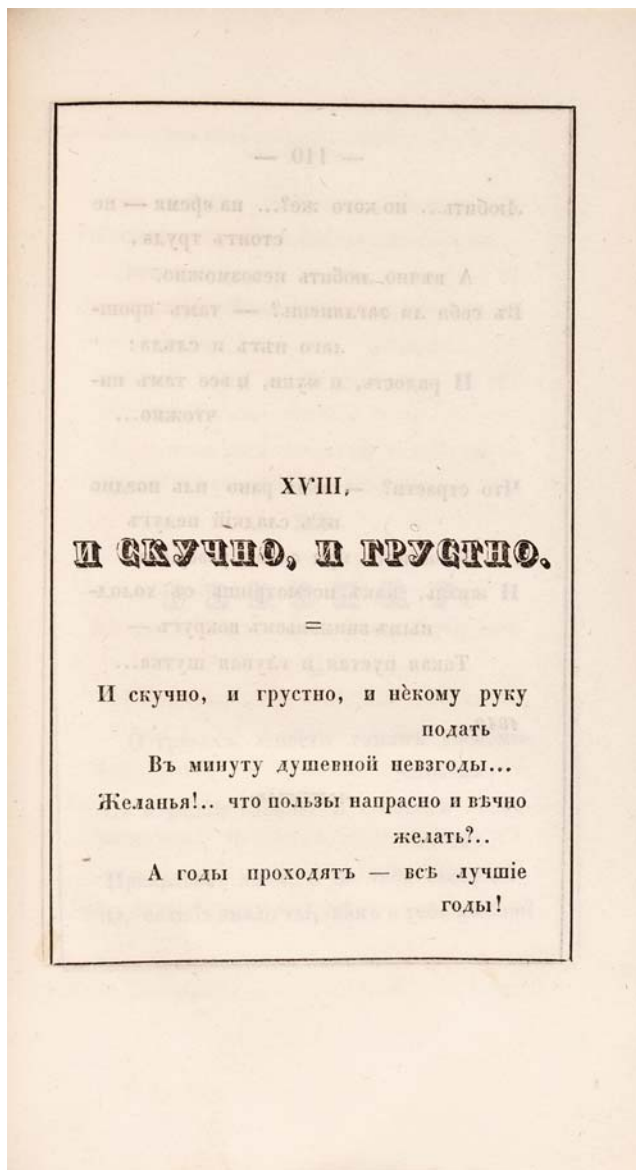 XVIII.
И СКУЧНО, И ГРУСТНО.
И скучно, и грустно, и нѐкому руку
подать
Въ минуту душевной невзгоды...
Желанья!.. что пользы напрасно и вѣчно
желать?..
А годы проходятъ — всѣ лучшіе
годы!